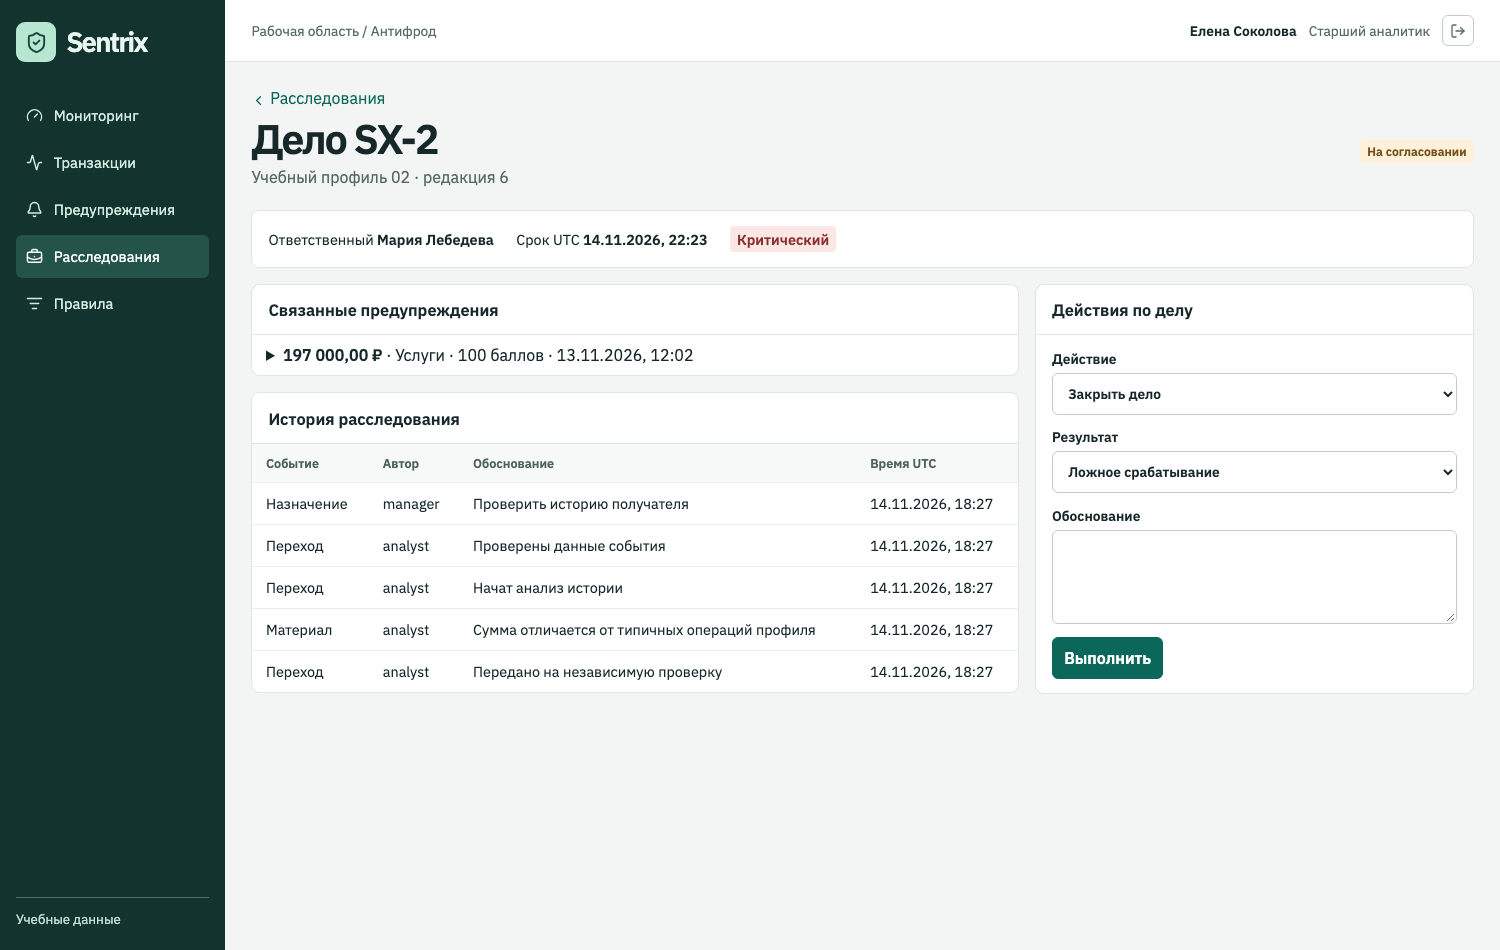 Sentrix
Мониторинг
Транзакции
Предупреждения
Расследования
Правила
Учебные данные
Рабочая область / Антифрод
Елена Соколова Старший аналитик
Расследования
Дело SX-2
На согласовании
Учебный профиль 02 · редакция 6
Ответственный Мария Лебедева Срок UTC 14.11.2026, 22:23 Критический
Связанные предупреждения
197 000,00 ₽ · Услуги · 100 баллов · 13.11.2026, 12:02
История расследования
Событие Автор Обоснование Время UTC
Назначение manager Проверить историю получателя 14.11.2026, 18:27
Переход analyst Проверены данные события 14.11.2026, 18:27
Переход analyst Начат анализ истории 14.11.2026, 18:27
Материал analyst Сумма отличается от типичных операций профиля 14.11.2026, 18:27
Переход analyst Передано на независимую проверку 14.11.2026, 18:27
Действия по делу
Действие
Закрыть дело
Результат
Ложное срабатывание
Обоснование
Выполнить